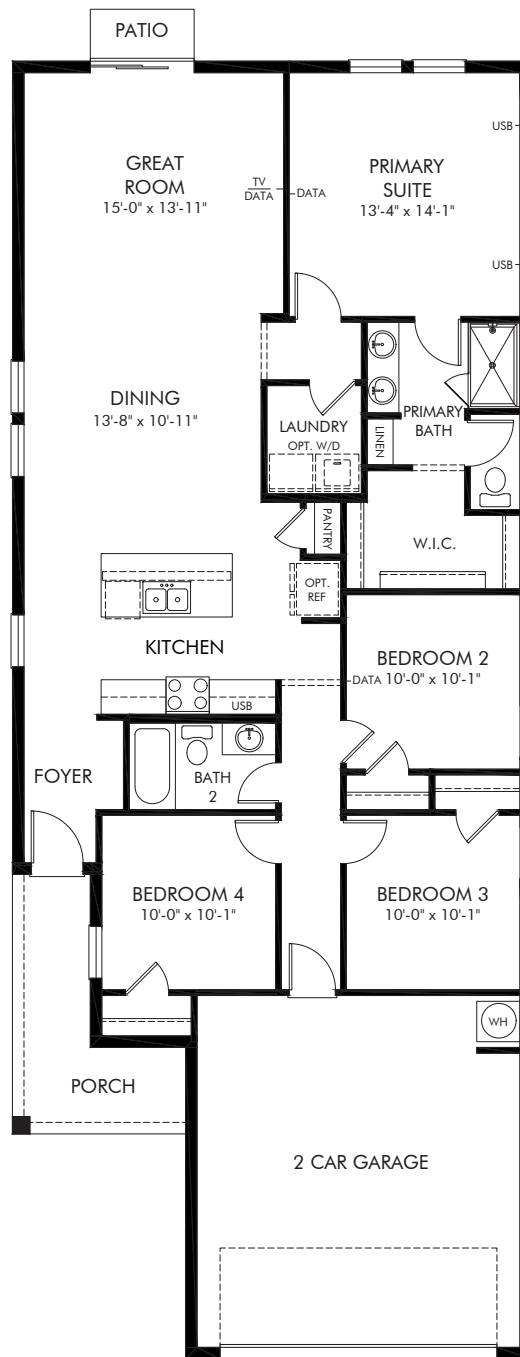 PATIO
GREAT
ROOM
15'-0" x 13'-11"
TV
DATA
DATA
PRIMARY
SUITE
13'-4" x 14'-1"
USB
USB
DINING
13'-8" x 10'-11"
LAUNDRY
OPT. W/D
PRIMARY
BATH
LINEN
PANTRY
W.I.C.
OPT.
REF
KITCHEN
USB
BEDROOM 2
10'-0" x 10'-1"
DATA
FOYER
BATH
2
BEDROOM 4
10'-0" x 10'-1"
BEDROOM 3
10'-0" x 10'-1"
WH
PORCH
2 CAR GARAGE